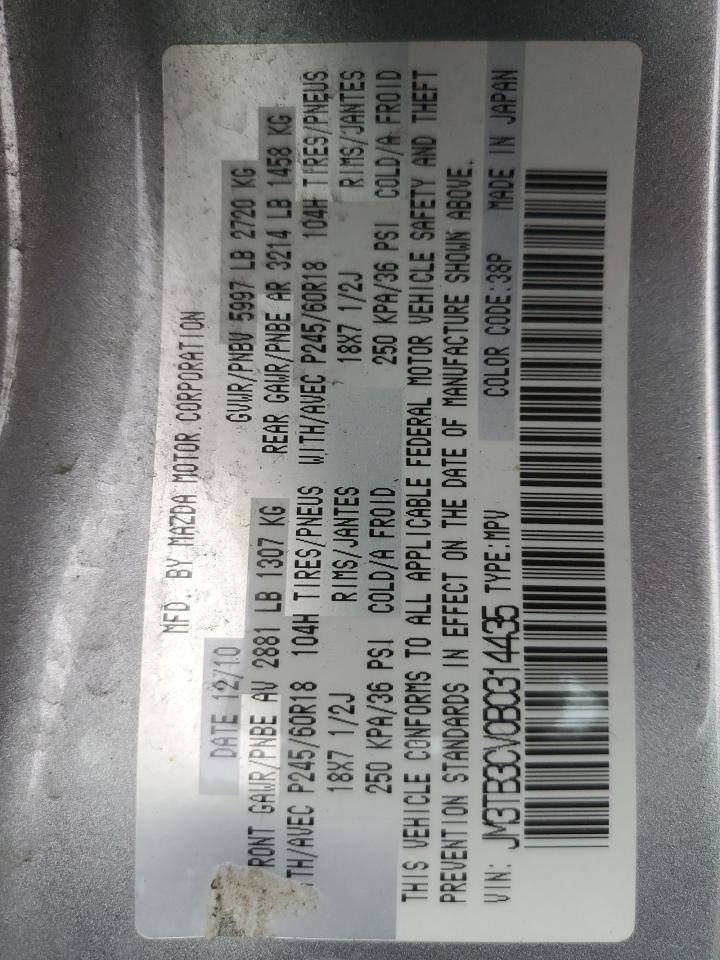 MFD. BY MAZDA MOTOR CORPORATION
DATE 12/10 GVWR/PNBV 5997 LB 2720 KG
RONT GAWR/PNBE AV 2881 LB 1307 KG REAR GAWR/PNBE AR 3214 LB 1458 KG
TH/AVEC P245/60R18 104H TIRES/PNEUS WITH/AVEC P245/60R18 104H TIRES/PNEUS
18X7 1/2J RIMS/JANTES 18X7 1/2J RIMS/JANTES
250 KPA/36 PSI COLD/A FROID 250 KPA/36 PSI COLD/A FROID
THIS VEHICLE CONFORMS TO ALL APPLICABLE FEDERAL MOTOR VEHICLE SAFETY AND THEFT
PREVENTION STANDARDS IN EFFECT ON THE DATE OF MANUFACTURE SHOWN ABOVE.
VIN: JM3TB3CV0B0314435 TYPE:MPV COLOR CODE:38P MADE IN JAPAN